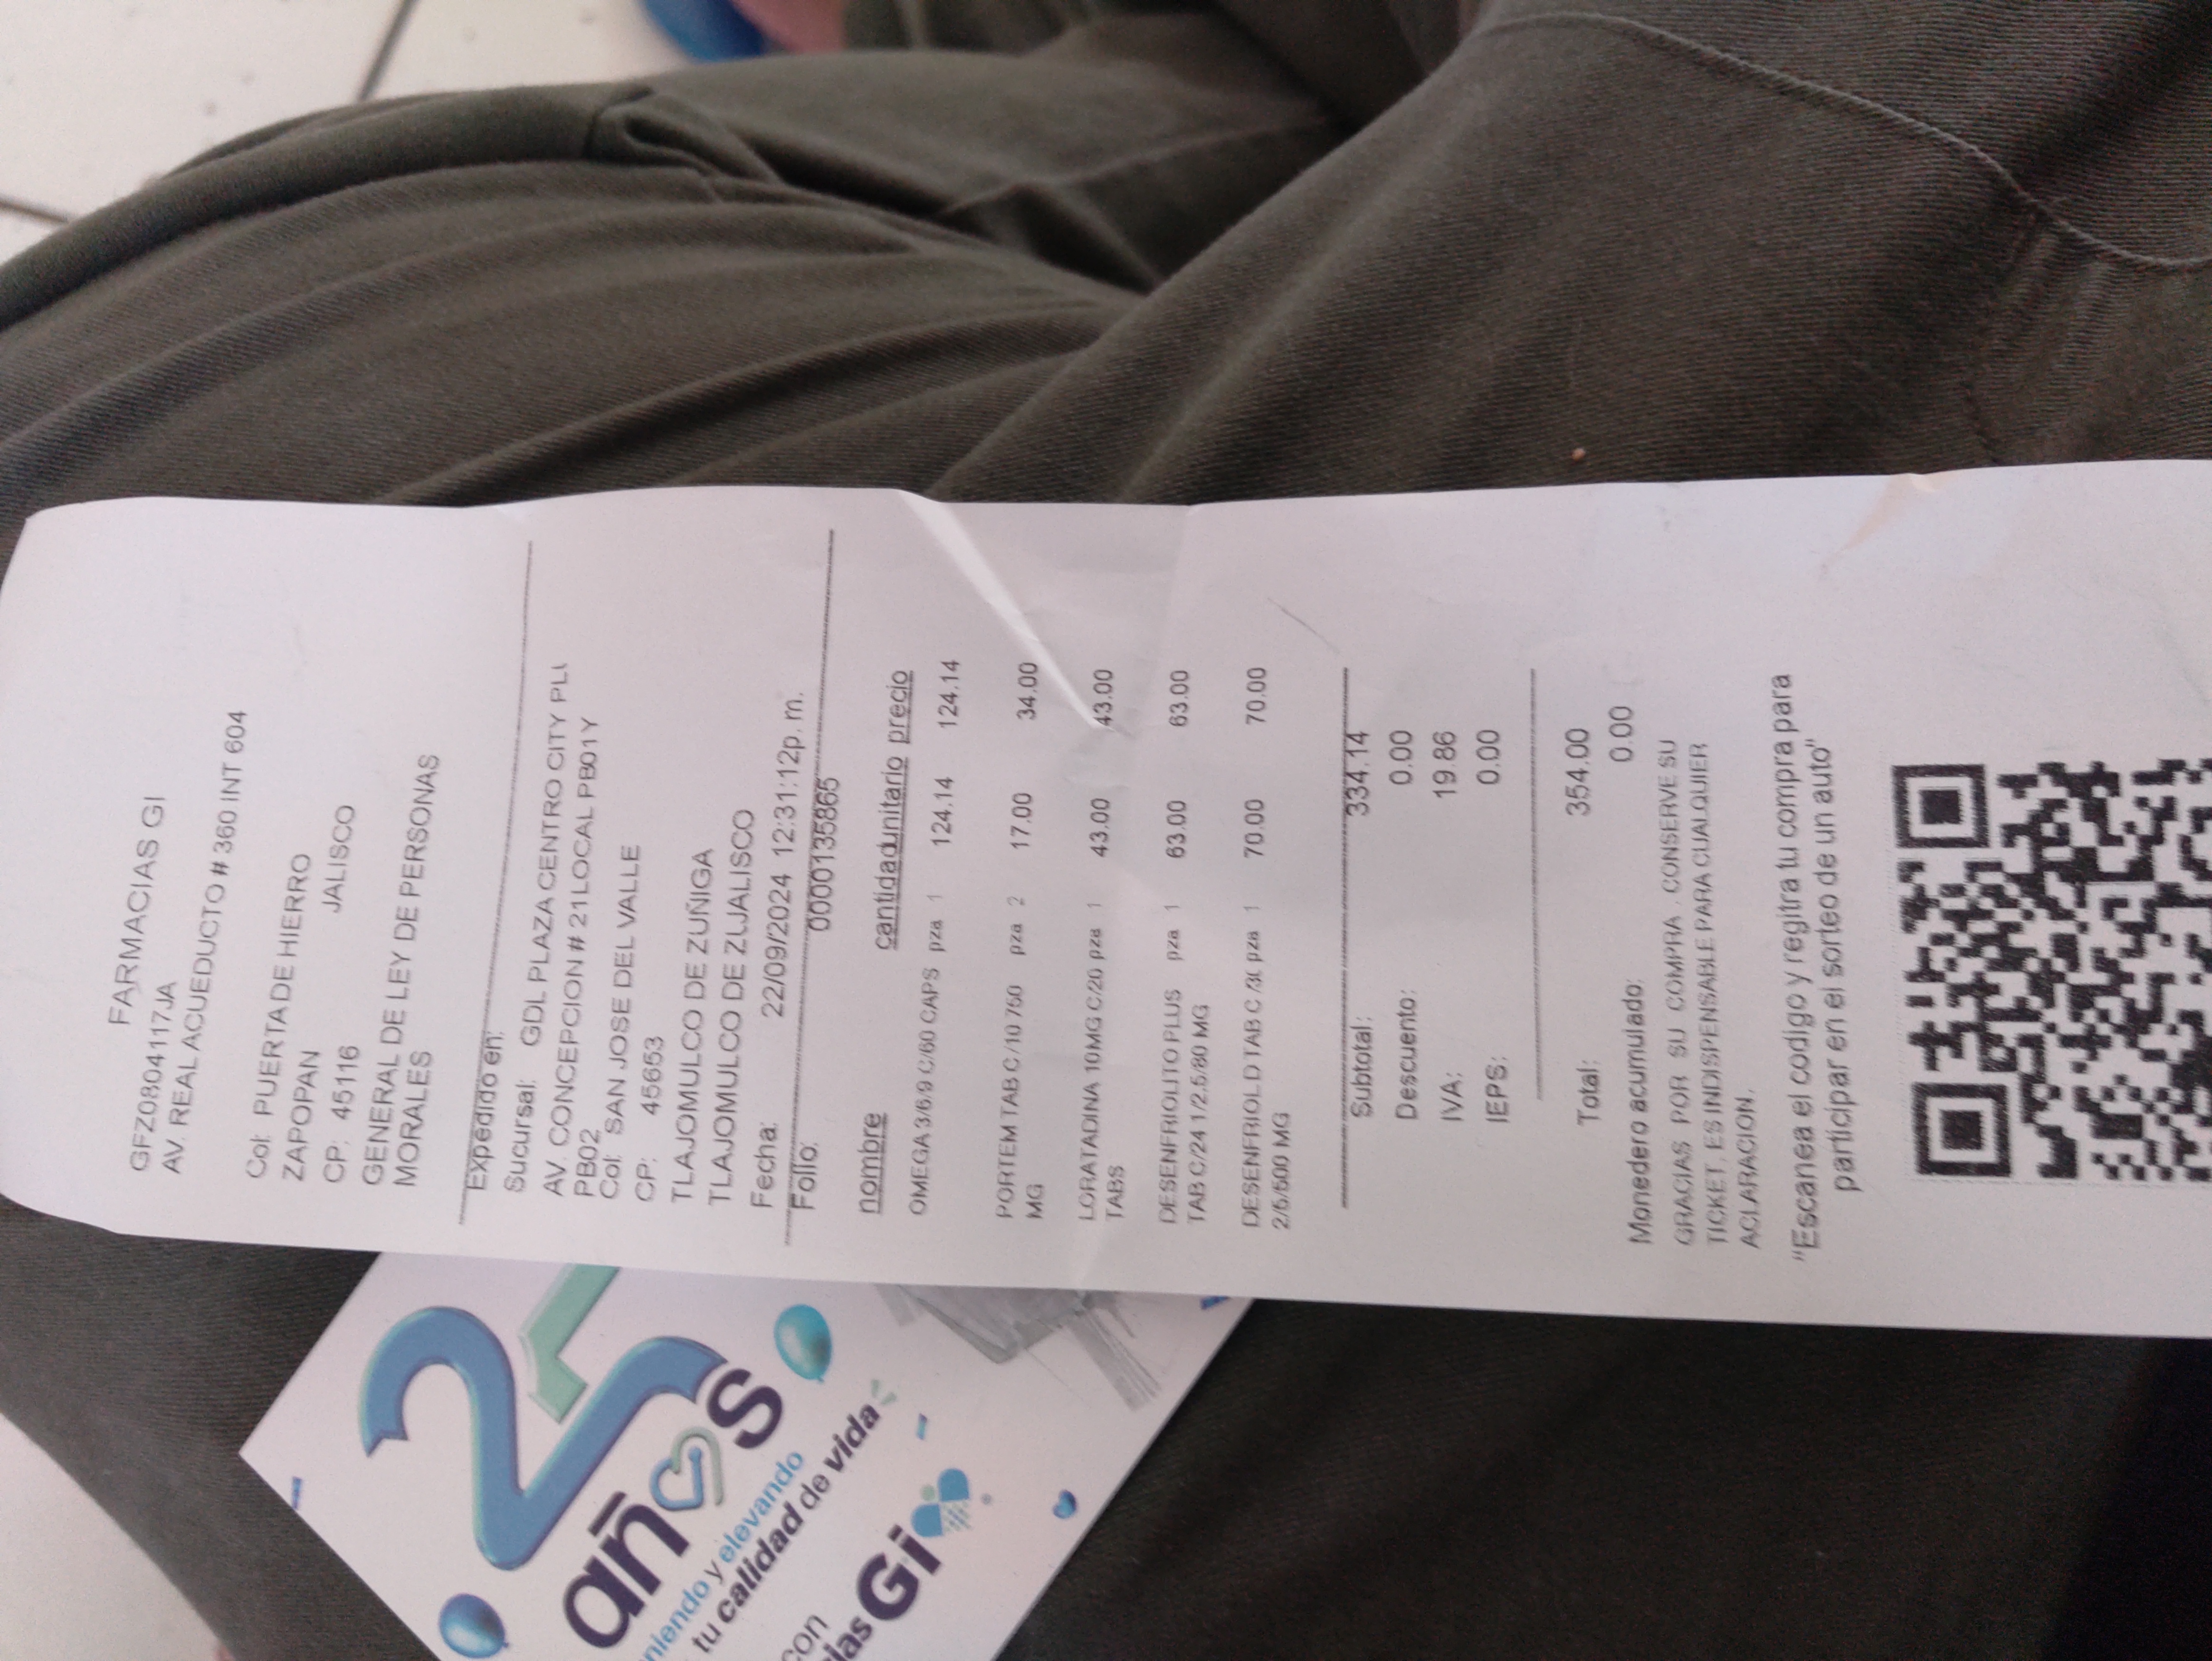 FARMACIAS GI
GFZ0804117JA
AV. REAL ACUEDUCTO # 360 INT 604
Col: PUERTA DE HIERRO
ZAPOPAN
CP: 45116 JALISCO
GENERAL DE LEY DE PERSONAS
MORALES
Expedido en:
Sucursal: GDL PLAZA CENTRO CITY PLU
AV. CONCEPCION # 21 LOCAL PB01 Y
PB02
Col: SAN JOSE DEL VALLE
CP: 45653
TLAJOMULCO DE ZUÑIGA
TLAJOMULCO DE ZUJALISCO
Fecha: 22/09/2024 12:31:12p. m.
Folio: 0000135865
nombre cantidadunitario precio
OMEGA 3/6/9 C/60 CAPS pza 1 124.14 124.14
PORTEM TAB C/10 750 pza 2 17.00 34.00
MG
LORATADINA 10MG C/20 pza 1 43.00 43.00
TABS
DESENFRIOLITO PLUS pza 1 63.00 63.00
TAB C/24 1/2.5/80 MG
DESENFRIOL D TAB C/30 pza 1 70.00 70.00
2/5/500 MG
Subtotal: 334.14
Descuento: 0.00
IVA: 19.86
IEPS: 0.00
Total: 354.00
Monedero acumulado: 0.00
GRACIAS POR SU COMPRA . CONSERVE SU
TICKET, ES INDISPENSABLE PARA CUALQUIER
ACLARACION.
"Escanea el codigo y regitra tu compra para
participar en el sorteo de un auto"
25
años
niendo y elevando
tu calidad de vida
con
ias Gi